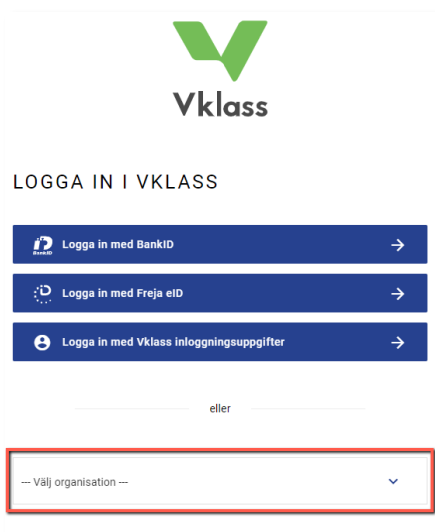 Vklass
LOGGA IN I VKLASS
BankID
Logga in med BankID
Logga in med Freja eID
Logga in med Vklass inloggningsuppgifter
eller
--- Välj organisation ---